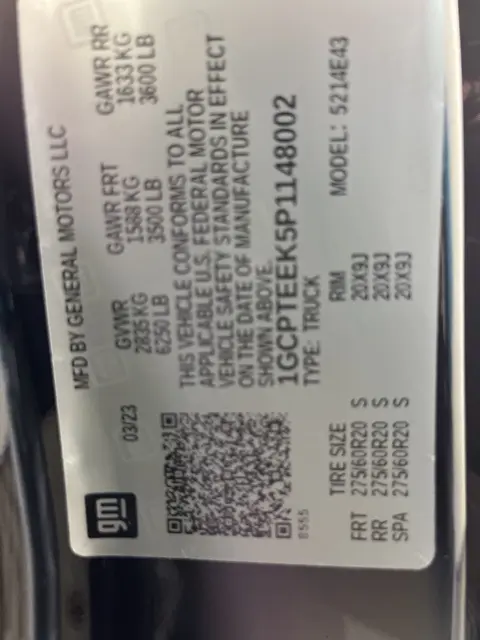 gm
MFD BY GENERAL MOTORS LLC
03/23
GVWR GAWR FRT GAWR RR
2835 KG 1588 KG 1633 KG
6250 LB 3500 LB 3600 LB
THIS VEHICLE CONFORMS TO ALL
APPLICABLE U.S. FEDERAL MOTOR
VEHICLE SAFETY STANDARDS IN EFFECT
ON THE DATE OF MANUFACTURE
SHOWN ABOVE.
1GCPTEEK5P1148002
TYPE: TRUCK
MODEL: 5214E43
TIRE SIZE RIM
FRT 275/60R20 S 20X9J
RR 275/60R20 S 20X9J
SPA 275/60R20 S 20X9J